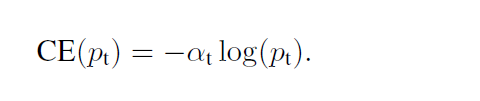 CE(pₜ) = −αₜ log(pₜ).